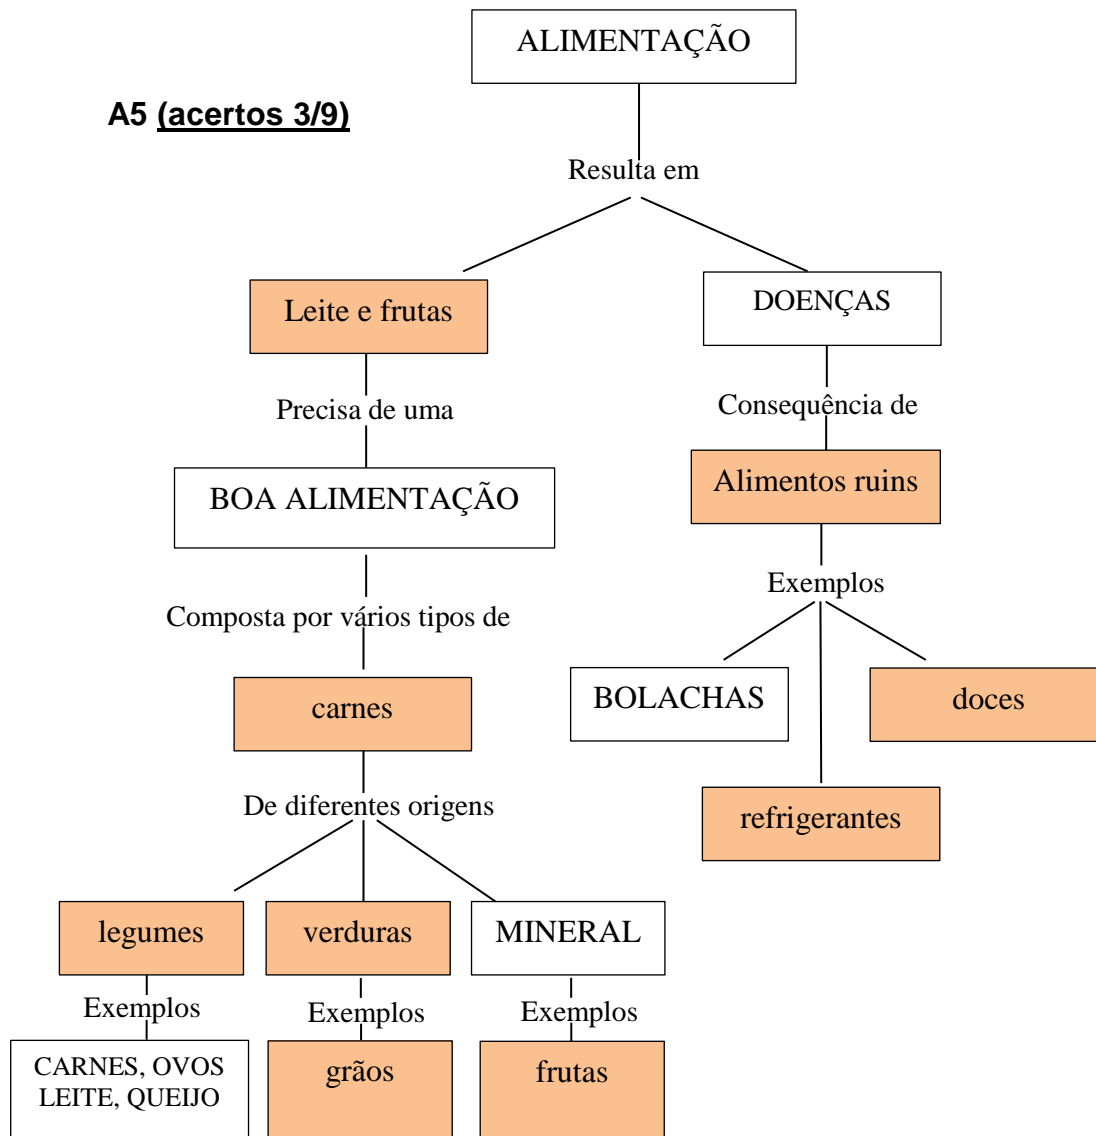 ALIMENTAÇÃO
A5 (acertos 3/9)
Resulta em
Leite e frutas
DOENÇAS
Precisa de uma
Consequência de
BOA ALIMENTAÇÃO
Alimentos ruins
Composta por vários tipos de
Exemplos
carnes
BOLACHAS
doces
De diferentes origens
refrigerantes
legumes
verduras
MINERAL
Exemplos
Exemplos
Exemplos
CARNES, OVOS
LEITE, QUEIJO
grãos
frutas